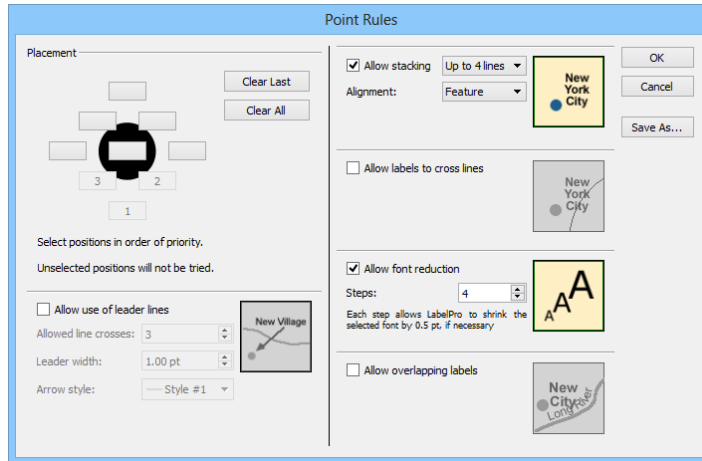 Point Rules
Placement
Clear Last
Clear All
3
2
1
Select positions in order of priority.
Unselected positions will not be tried.
Allow use of leader lines
Allowed line crosses: 3
Leader width: 1.00 pt
Arrow style: Style #1
New Village
Allow stacking Up to 4 lines
Alignment: Feature
New
York
City
Allow labels to cross lines
New
York
City
Allow font reduction
Steps: 4
Each step allows LabelPro to shrink the
selected font by 0.5 pt, if necessary
A A A
Allow overlapping labels
New
City
Long River
OK
Cancel
Save As...